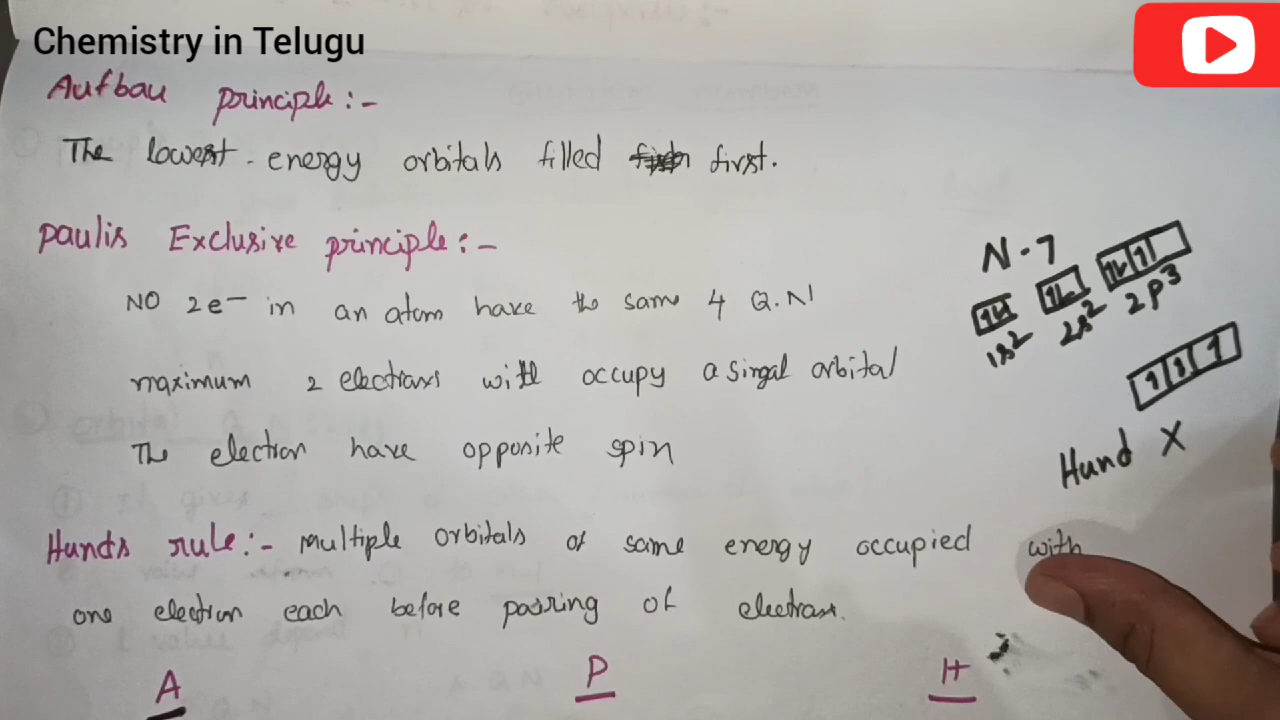 Chemistry in Telugu
Aufbau principle:-
The lowest energy orbitals filled first.
Paulis Exclusive principle:-
NO 2e- in an atom have the same 4 Q.N
maximum 2 electrons will occupy a singal orbital
The election have opposite spin
Hunds rule:- Multiple orbitals of same energy occupied with
one election each before pairing of electrons.
A P H
N-7
1s² 2s² 2p³
Hund X